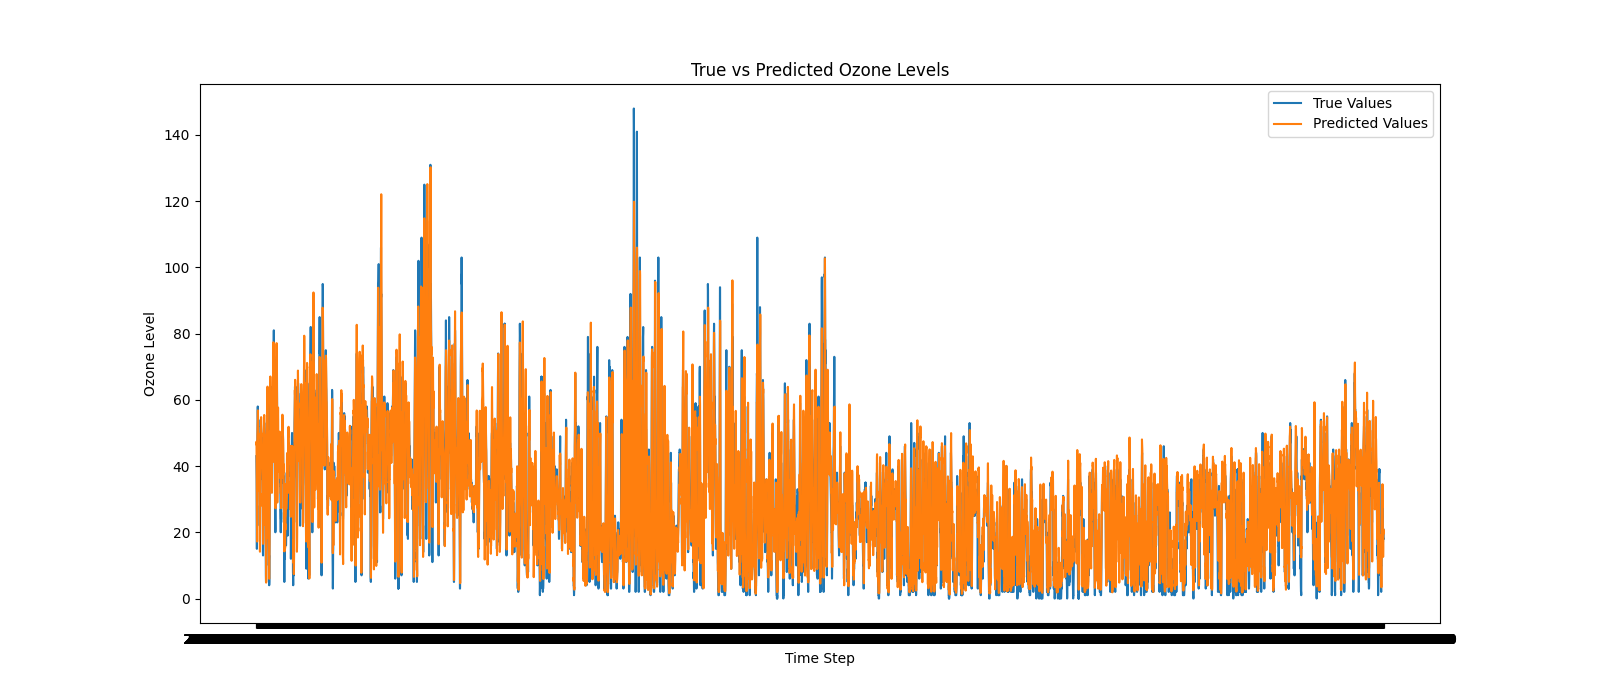 True vs Predicted Ozone Levels
True Values
Predicted Values
140
120
100
80
60
40
20
0
Ozone Level
Time Step